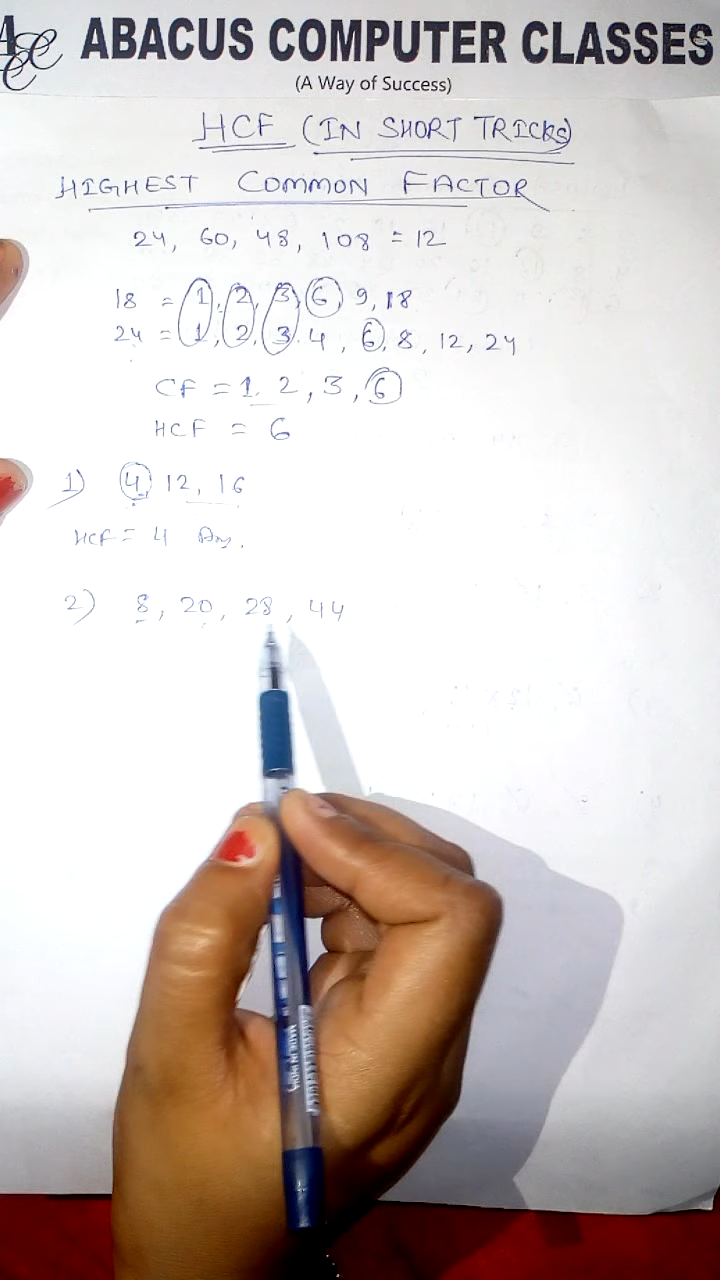 ABACUS COMPUTER CLASSES
(A Way of Success)
HCF (IN SHORT TRICKS)
HIGHEST COMMON FACTOR
24, 60, 48, 108 = 12
18 = 1, 2, 3, 6, 9, 18
24 = 1, 2, 3, 4, 6, 8, 12, 24
CF = 1, 2, 3, 6
HCF = 6
1) 4, 12, 16
HCF = 4 Ans.
2) 8, 20, 28, 44